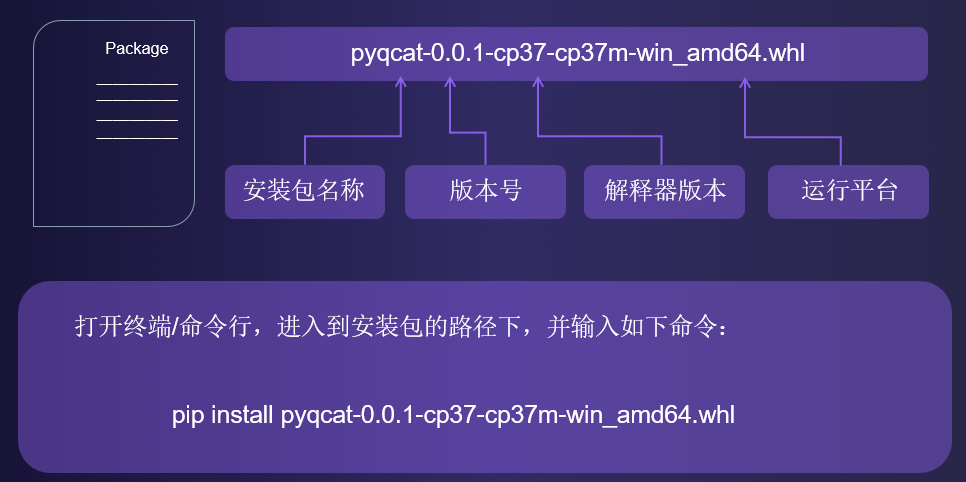 Package
pyqcat-0.0.1-cp37-cp37m-win_amd64.whl
安装包名称
版本号
解释器版本
运行平台
打开终端/命令行，进入到安装包的路径下，并输入如下命令：
pip install pyqcat-0.0.1-cp37-cp37m-win_amd64.whl